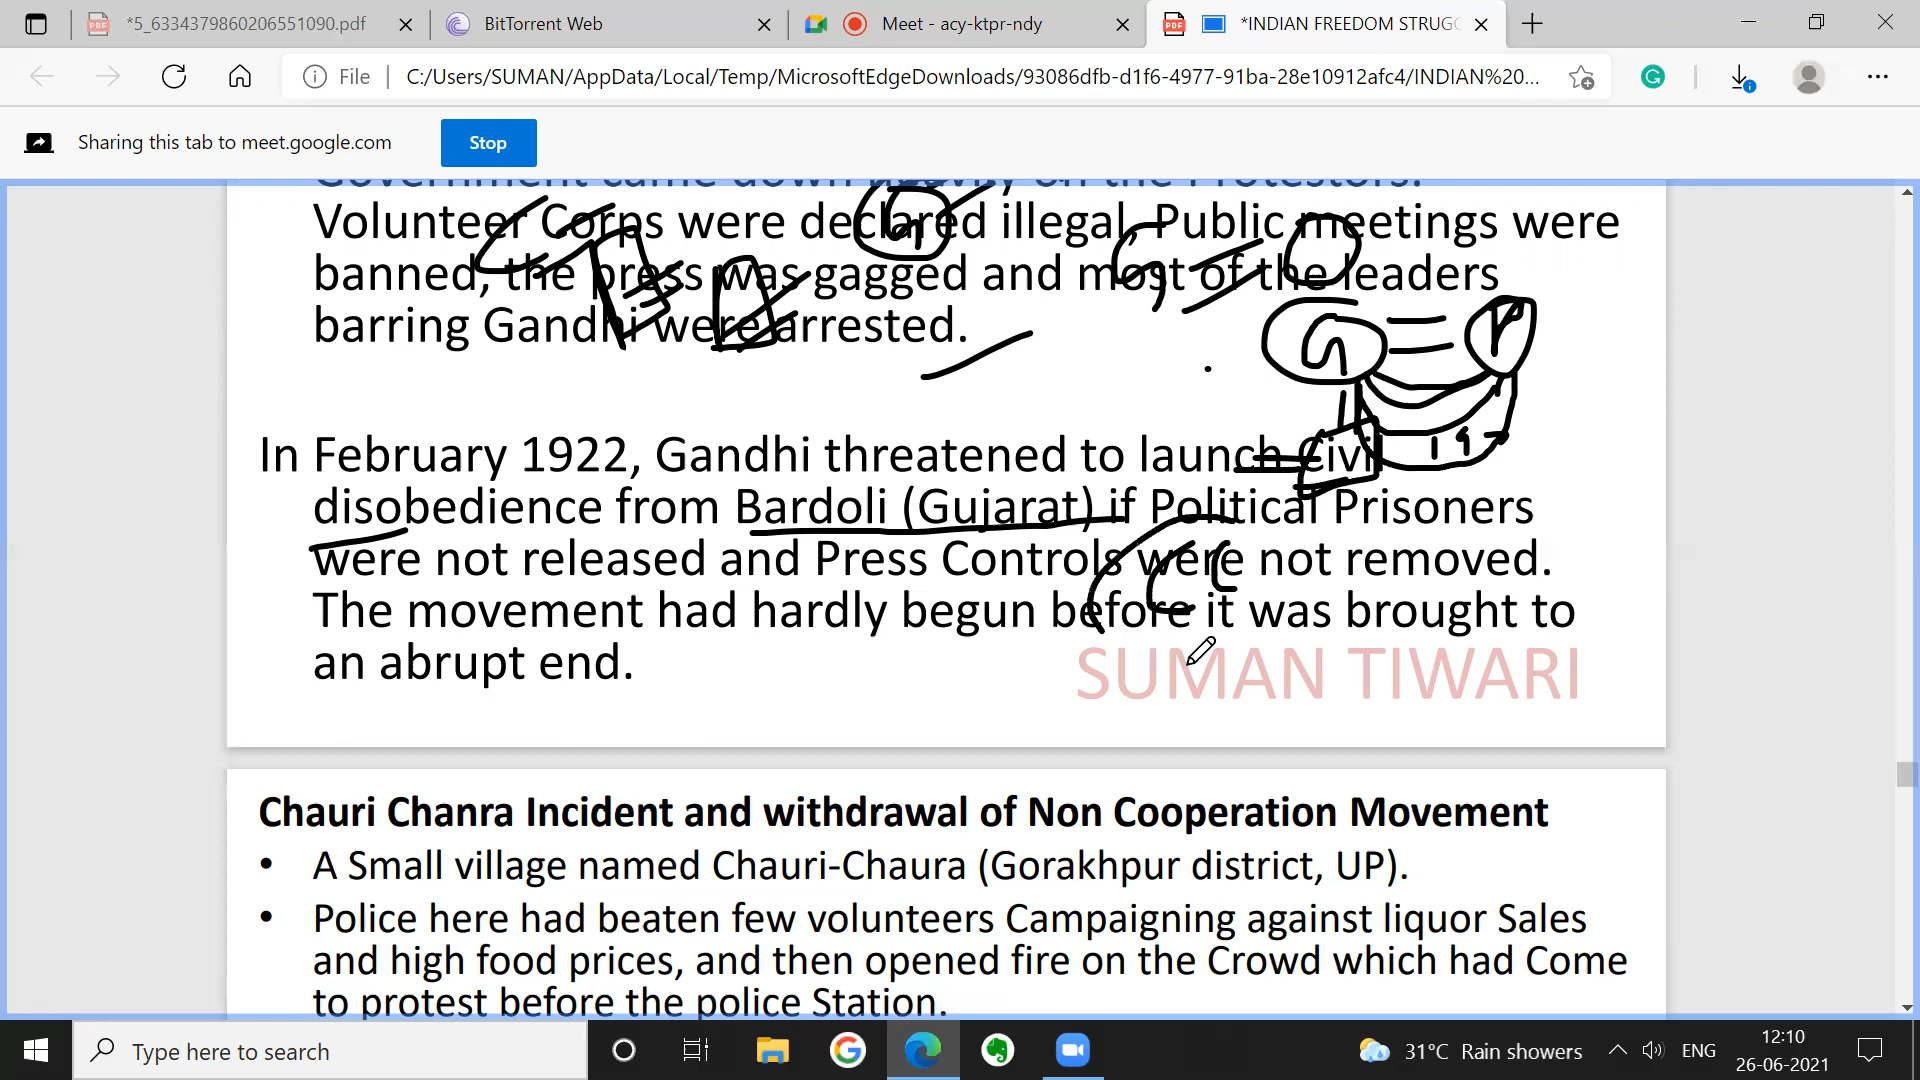 *5_6334379860206551090.pdf
BitTorrent Web
Meet - acy-ktpr-ndy
*INDIAN FREEDOM STRUGG
File
C:/Users/SUMAN/AppData/Local/Temp/MicrosoftEdgeDownloads/93086dfb-d1f6-4977-91ba-28e10912afc4/INDIAN%20...
Sharing this tab to meet.google.com
Stop
Government came down heavily on the Protestors.
Volunteer Corps were declared illegal, Public meetings were
banned, the press was gagged and most of the leaders
barring Gandhi were arrested.
In February 1922, Gandhi threatened to launch Civil
disobedience from Bardoli (Gujarat) if Political Prisoners
were not released and Press Controls were not removed.
The movement had hardly begun before it was brought to
an abrupt end.
SUMAN TIWARI
Chauri Chanra Incident and withdrawal of Non Cooperation Movement
• A Small village named Chauri-Chaura (Gorakhpur district, UP).
• Police here had beaten few volunteers Campaigning against liquor Sales
and high food prices, and then opened fire on the Crowd which had Come
to protest before the police Station.
Type here to search
31°C Rain showers
ENG
12:10
26-06-2021